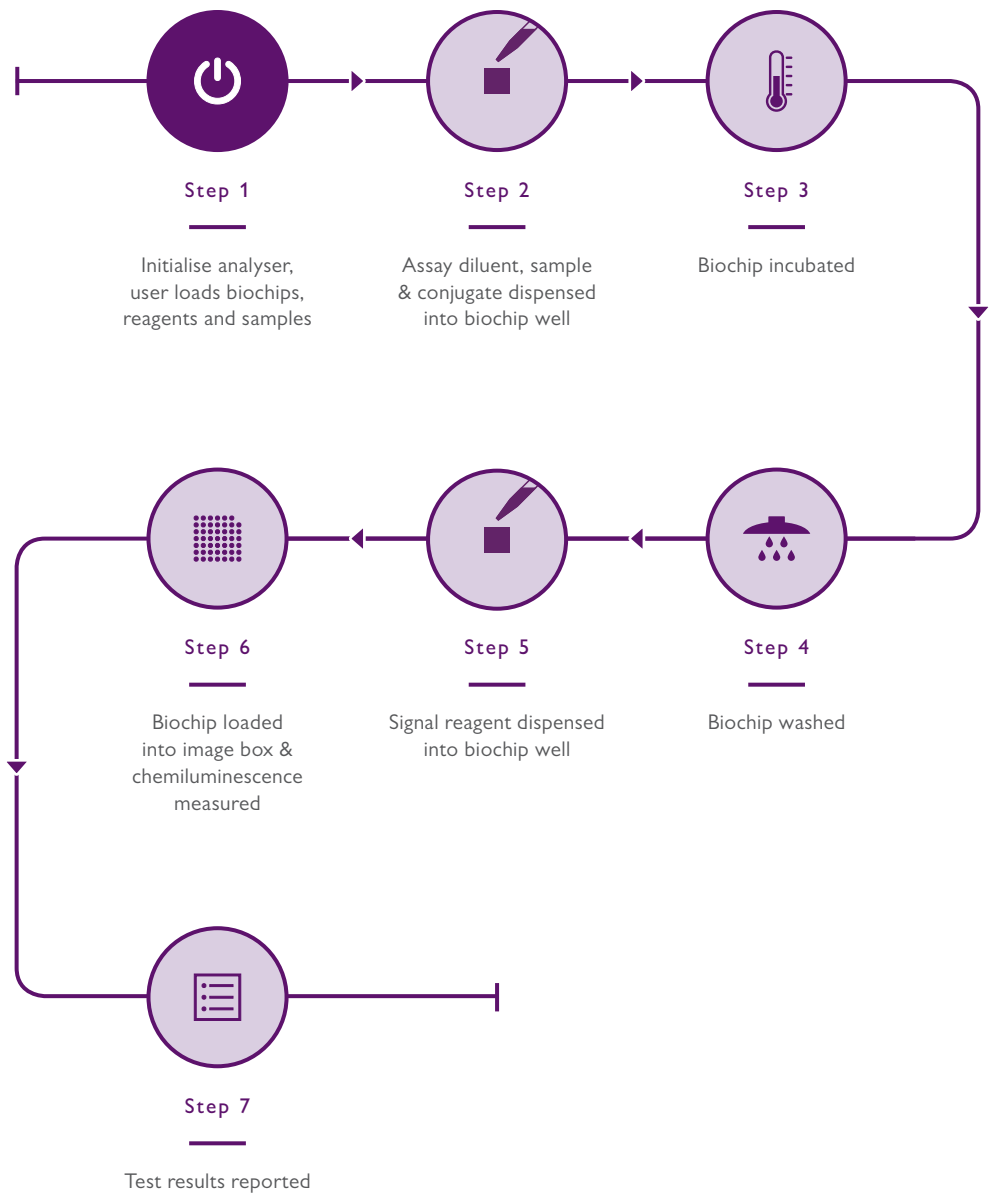 Step 1
Initialise analyser,
user loads biochips,
reagents and samples
Step 2
Assay diluent, sample
& conjugate dispensed
into biochip well
Step 3
Biochip incubated
Step 4
Biochip washed
Step 5
Signal reagent dispensed
into biochip well
Step 6
Biochip loaded
into image box &
chemiluminescence
measured
Step 7
Test results reported